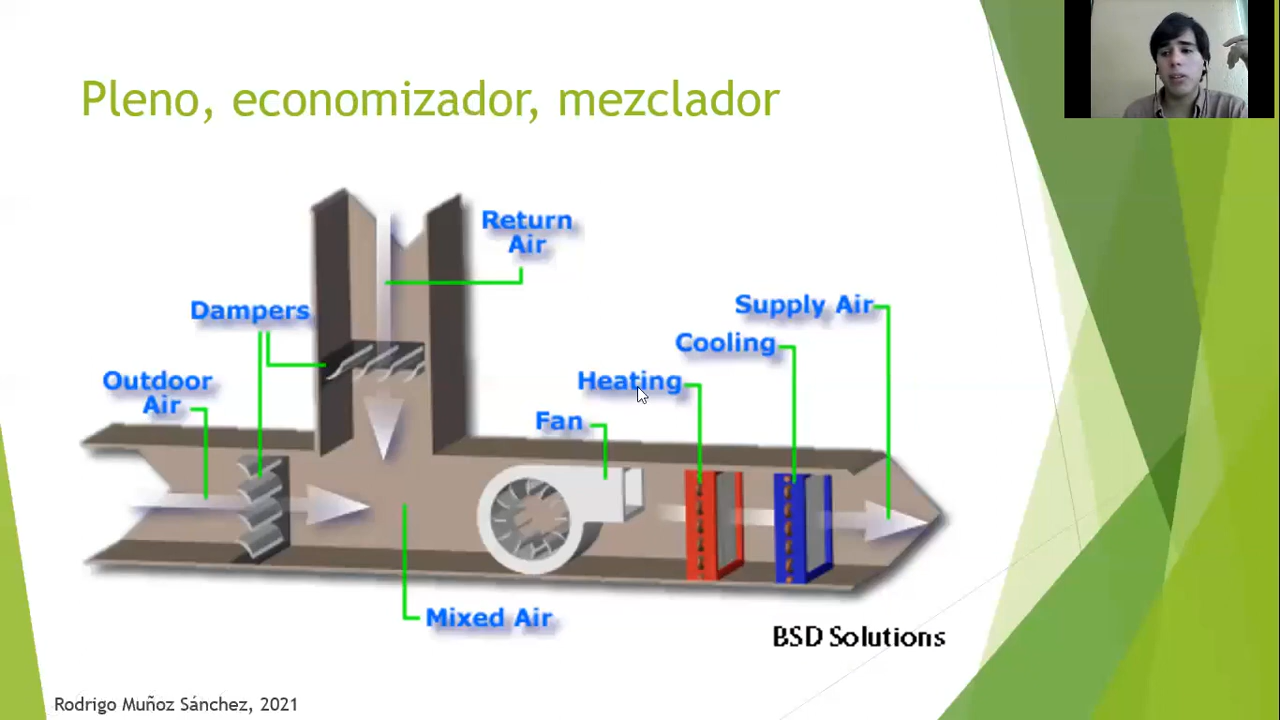 Pleno, economizador, mezclador
Return
Air
Dampers
Supply Air
Cooling
Outdoor
Air
Heating
Fan
Mixed Air
BSD Solutions
Rodrigo Muñoz Sánchez, 2021